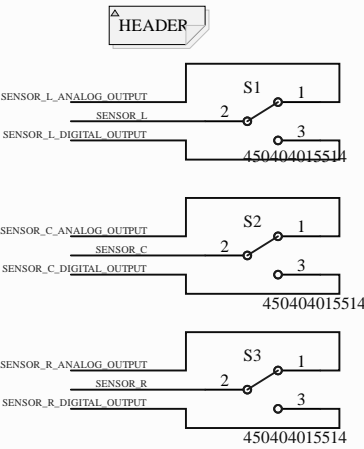 HEADER
S1
1
SENSOR_L_ANALOG_OUTPUT
SENSOR_L
2
SENSOR_L_DIGITAL_OUTPUT
3
450404015514
S2
1
SENSOR_C_ANALOG_OUTPUT
SENSOR_C
2
SENSOR_C_DIGITAL_OUTPUT
3
450404015514
S3
1
SENSOR_R_ANALOG_OUTPUT
SENSOR_R
2
SENSOR_R_DIGITAL_OUTPUT
3
450404015514